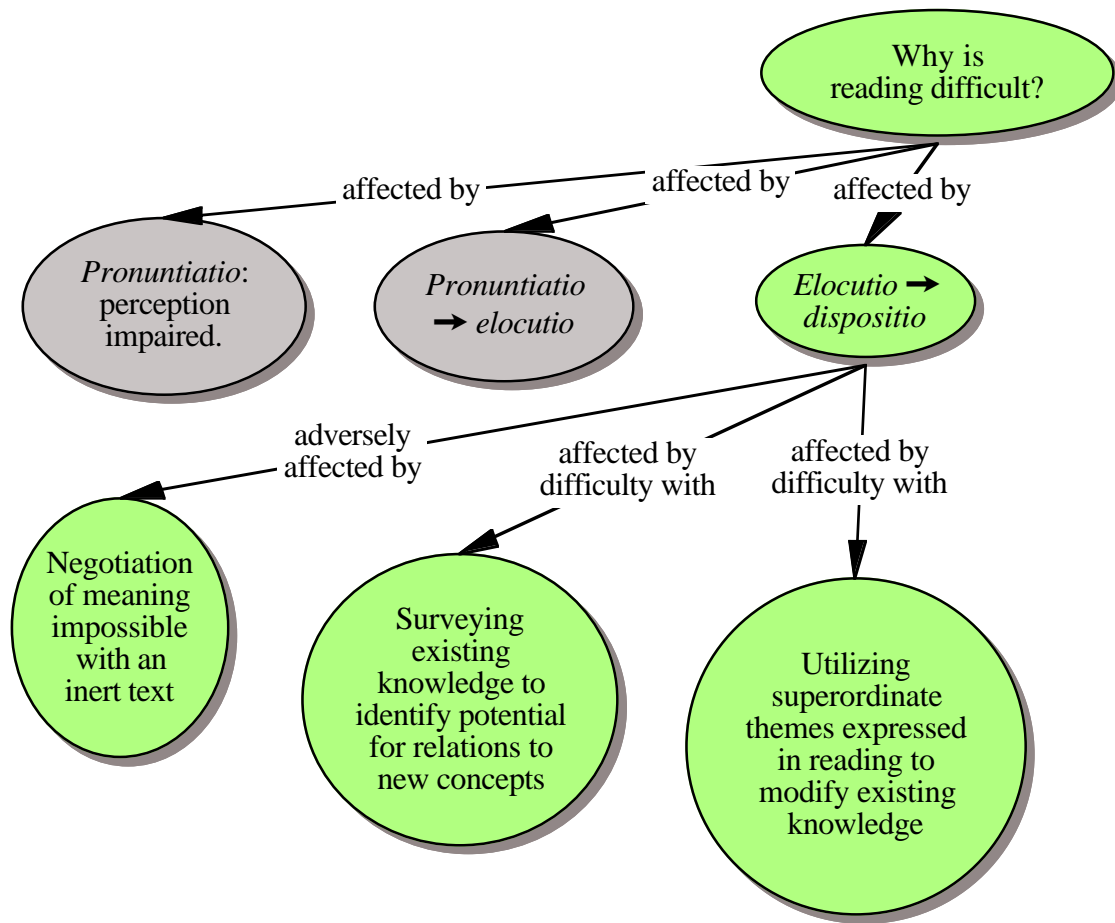 Why is
reading difficult?
affected by
affected by
affected by
Pronuntiatio:
perception
impaired.
Pronuntiatio
→ elocutio
Elocutio →
dispositio
adversely
affected by
affected by
difficulty with
affected by
difficulty with
Negotiation
of meaning
impossible
with an
inert text
Surveying
existing
knowledge to
identify potential
for relations to
new concepts
Utilizing
superordinate
themes expressed
in reading to
modify existing
knowledge